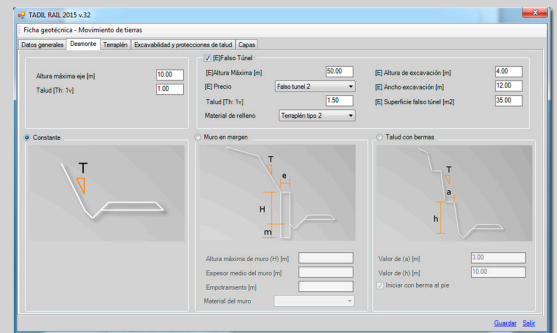 TADIL RAIL 2015 v.32
Ficha geotécnica - Movimiento de tierras
Datos generales Desmonte Terraplén Excavabilidad y protecciones de talud Capas
Altura máxima eje [m] 10.00
Talud [Th: 1v] 1.00
[E]Falso Túnel
[E]Altura Máxima [m] 50.00 [E] Altura de excavación [m] 4.00
[E] Precio Falso tunel 2 [E] Ancho excavación [m] 12.00
Talud [Th: 1v] 1.50 [E] Superficie falso túnel [m2] 35.00
Material de relleno Terraplén tipo 2
Constante
T
Muro en margen
T
e
H
m
Altura máxima de muro (H) [m]
Espesor medio del muro [m]
Empotramiento [m]
Material del muro
Talud con bermas
T
a
h
Valor de (a) [m] 3.00
Valor de (h) [m] 10.00
Iniciar con berma al pie
Guardar Salir